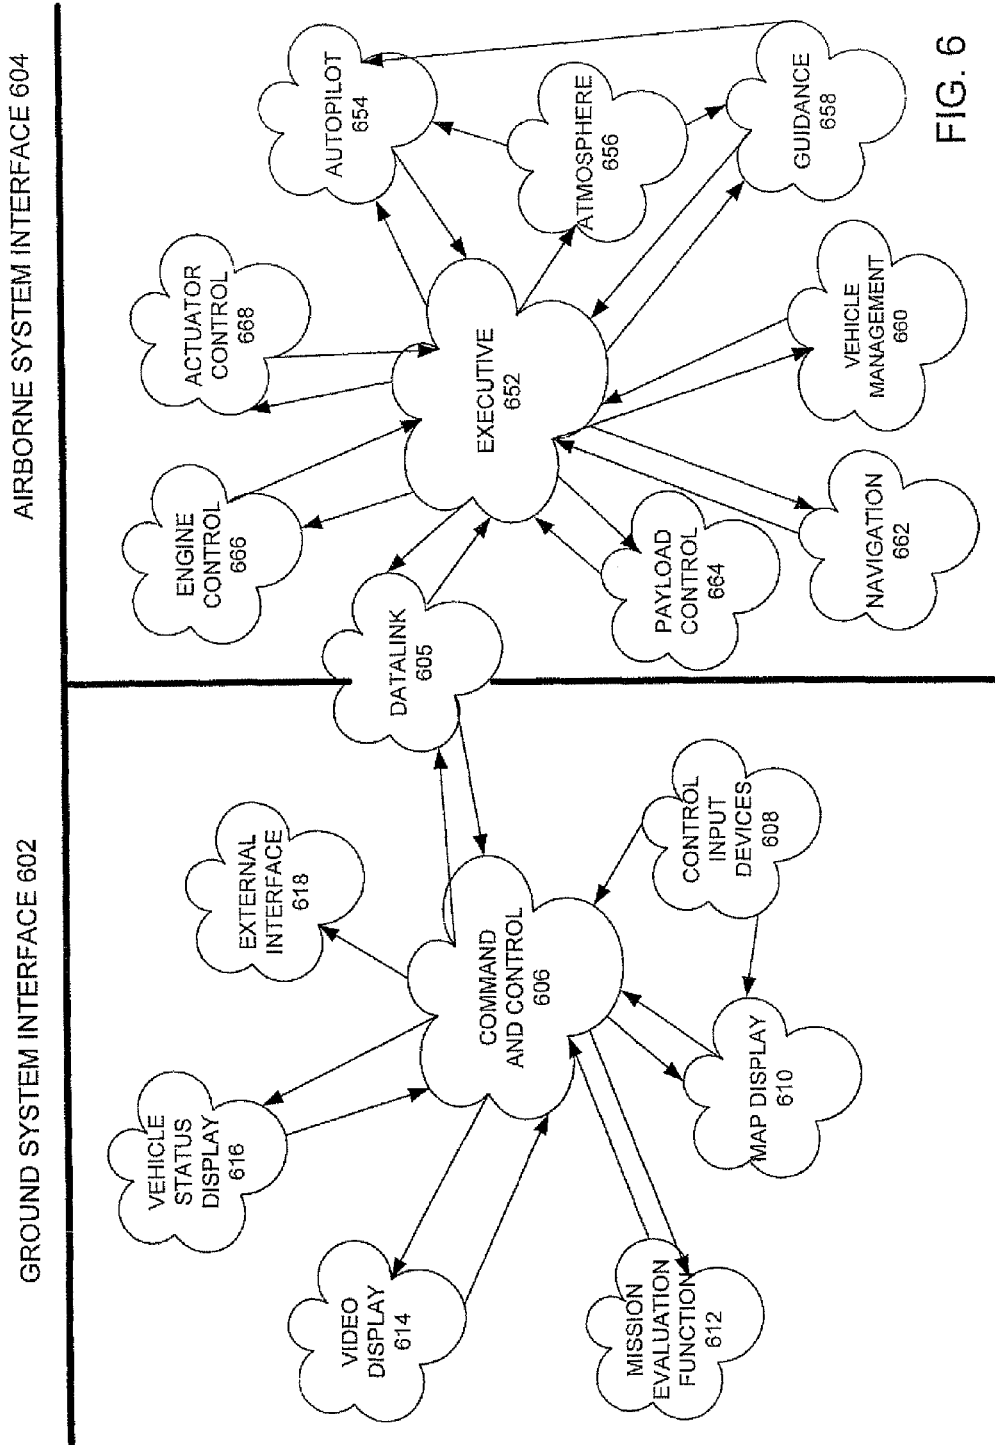 GROUND SYSTEM INTERFACE 602
AIRBORNE SYSTEM INTERFACE 604
VEHICLE
STATUS
DISPLAY
616
EXTERNAL
INTERFACE
618
VIDEO
DISPLAY
614
COMMAND
AND CONTROL
606
MISSION
EVALUATION
FUNCTION
612
MAP DISPLAY
610
CONTROL
INPUT
DEVICES
608
DATALINK
605
ENGINE
CONTROL
666
ACTUATOR
CONTROL
668
AUTOPILOT
654
EXECUTIVE
652
ATMOSPHERE
656
PAYLOAD
CONTROL
664
NAVIGATION
662
VEHICLE
MANAGEMENT
660
GUIDANCE
658
FIG. 6